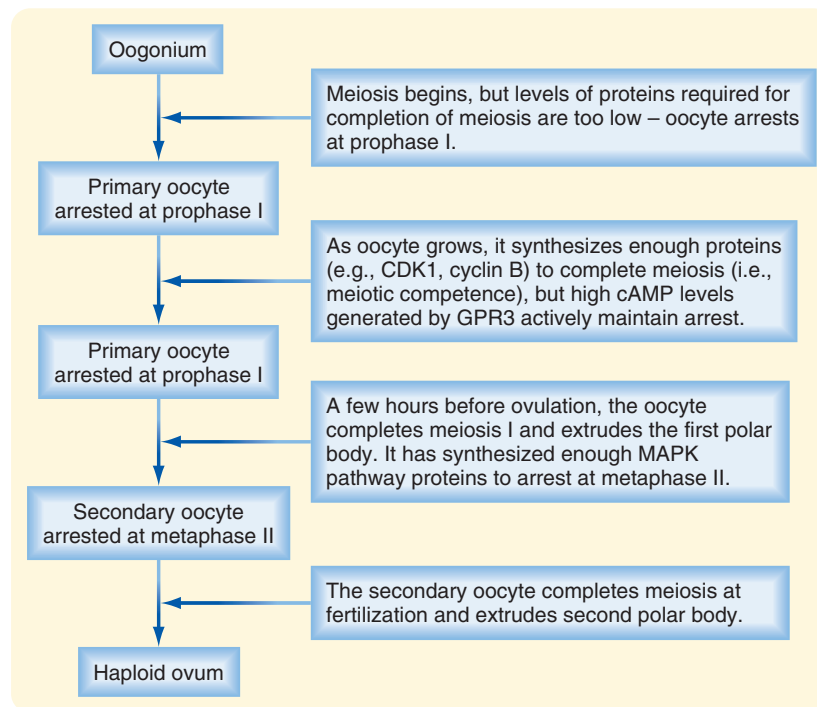 Oogonium
Meiosis begins, but levels of proteins required for
completion of meiosis are too low – oocyte arrests
at prophase I.
Primary oocyte
arrested at prophase I
As oocyte grows, it synthesizes enough proteins
(e.g., CDK1, cyclin B) to complete meiosis (i.e.,
meiotic competence), but high cAMP levels
generated by GPR3 actively maintain arrest.
Primary oocyte
arrested at prophase I
A few hours before ovulation, the oocyte
completes meiosis I and extrudes the first polar
body. It has synthesized enough MAPK
pathway proteins to arrest at metaphase II.
Secondary oocyte
arrested at metaphase II
The secondary oocyte completes meiosis at
fertilization and extrudes second polar body.
Haploid ovum